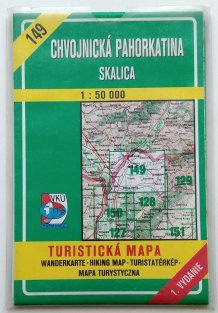 149
CHVOJNICKÁ PAHORKATINA
SKALICA
1 : 50 000
149
129
128
150
127
151
VKÚ
TURISTICKÁ MAPA
WANDERKARTE·HIKING MAP·TURISTATÉRKÉP·
MAPA TURYSTYCZNA
1. VYDANIE